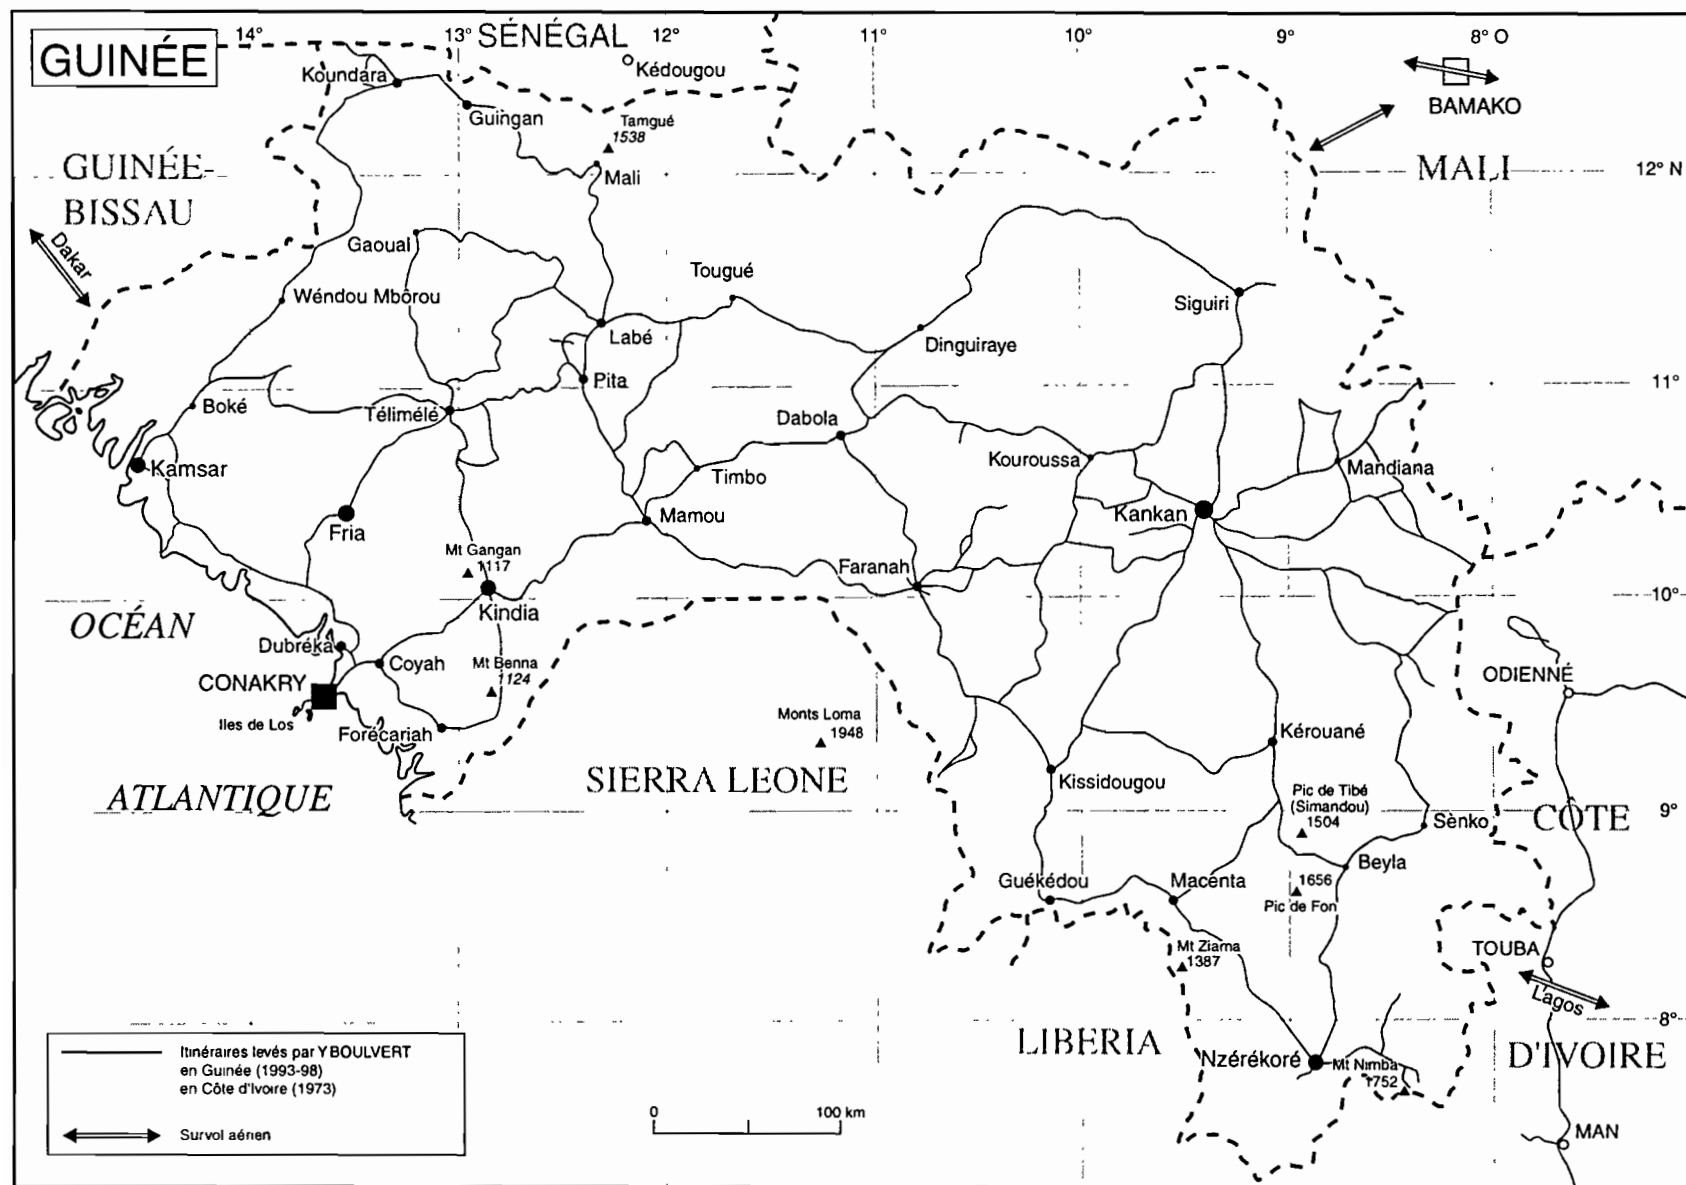 GUINÉE
14°
13°
SÉNÉGAL
12°
11°
10°
9°
8° O
Kédougou
Koundara
BAMAKO
Guingan
Tamgué
1538
GUINÉE-
BISSAU
MALI
12° N
Mali
Dakar
Gaoual
Tougué
Wéndou Mbôrou
Siguiri
Labé
Dinguiraye
Pita
11°
Boké
Télimélé
Dabola
Kamsar
Timbo
Kouroussa
Mandiana
Fria
Mamou
Kankan
Mt Gangan
1117
Faranah
10°
Kindia
OCÉAN
Dubréka
Coyah
Mt Benna
1124
CONAKRY
ODIENNÉ
Iles de Los
Forécariah
Monts Loma
1948
Kérouané
SIERRA LEONE
Kissidougou
ATLANTIQUE
Pic de Tibé
(Simandou)
1504
Sènko
CÔTE
9°
Beyla
Guékédou
Macenta
1656
Pic de Fon
Mt Ziama
1387
TOUBA
Lagos
8°
LIBERIA
Nzérékoré
Mt Nimba
1752
D'IVOIRE
Itinéraires levés par Y BOULVERT
en Guinée (1993-98)
en Côte d'Ivoire (1973)
Survol aérien
0
100 km
MAN